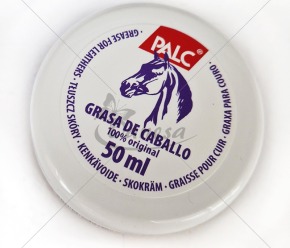 PALC
GRASA DE CABALLO
100% original
50 ml
· GREASE FOR LEATHERS · TŁUSZCZ SKÓRY · KENKÄVOIDE · SKOKRÄM · GRAISSE POUR CUIR · GRAXA PARA COURO